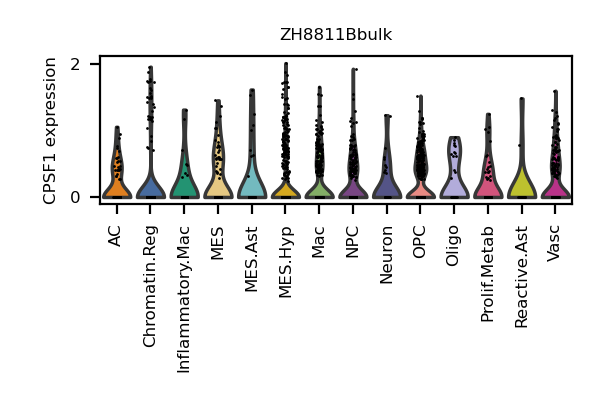 ZH8811Bbulk
CPSF1 expression
2
0
AC
Chromatin.Reg
Inflammatory.Mac
MES
MES.Ast
MES.Hyp
Mac
NPC
Neuron
OPC
Oligo
Prolif.Metab
Reactive.Ast
Vasc